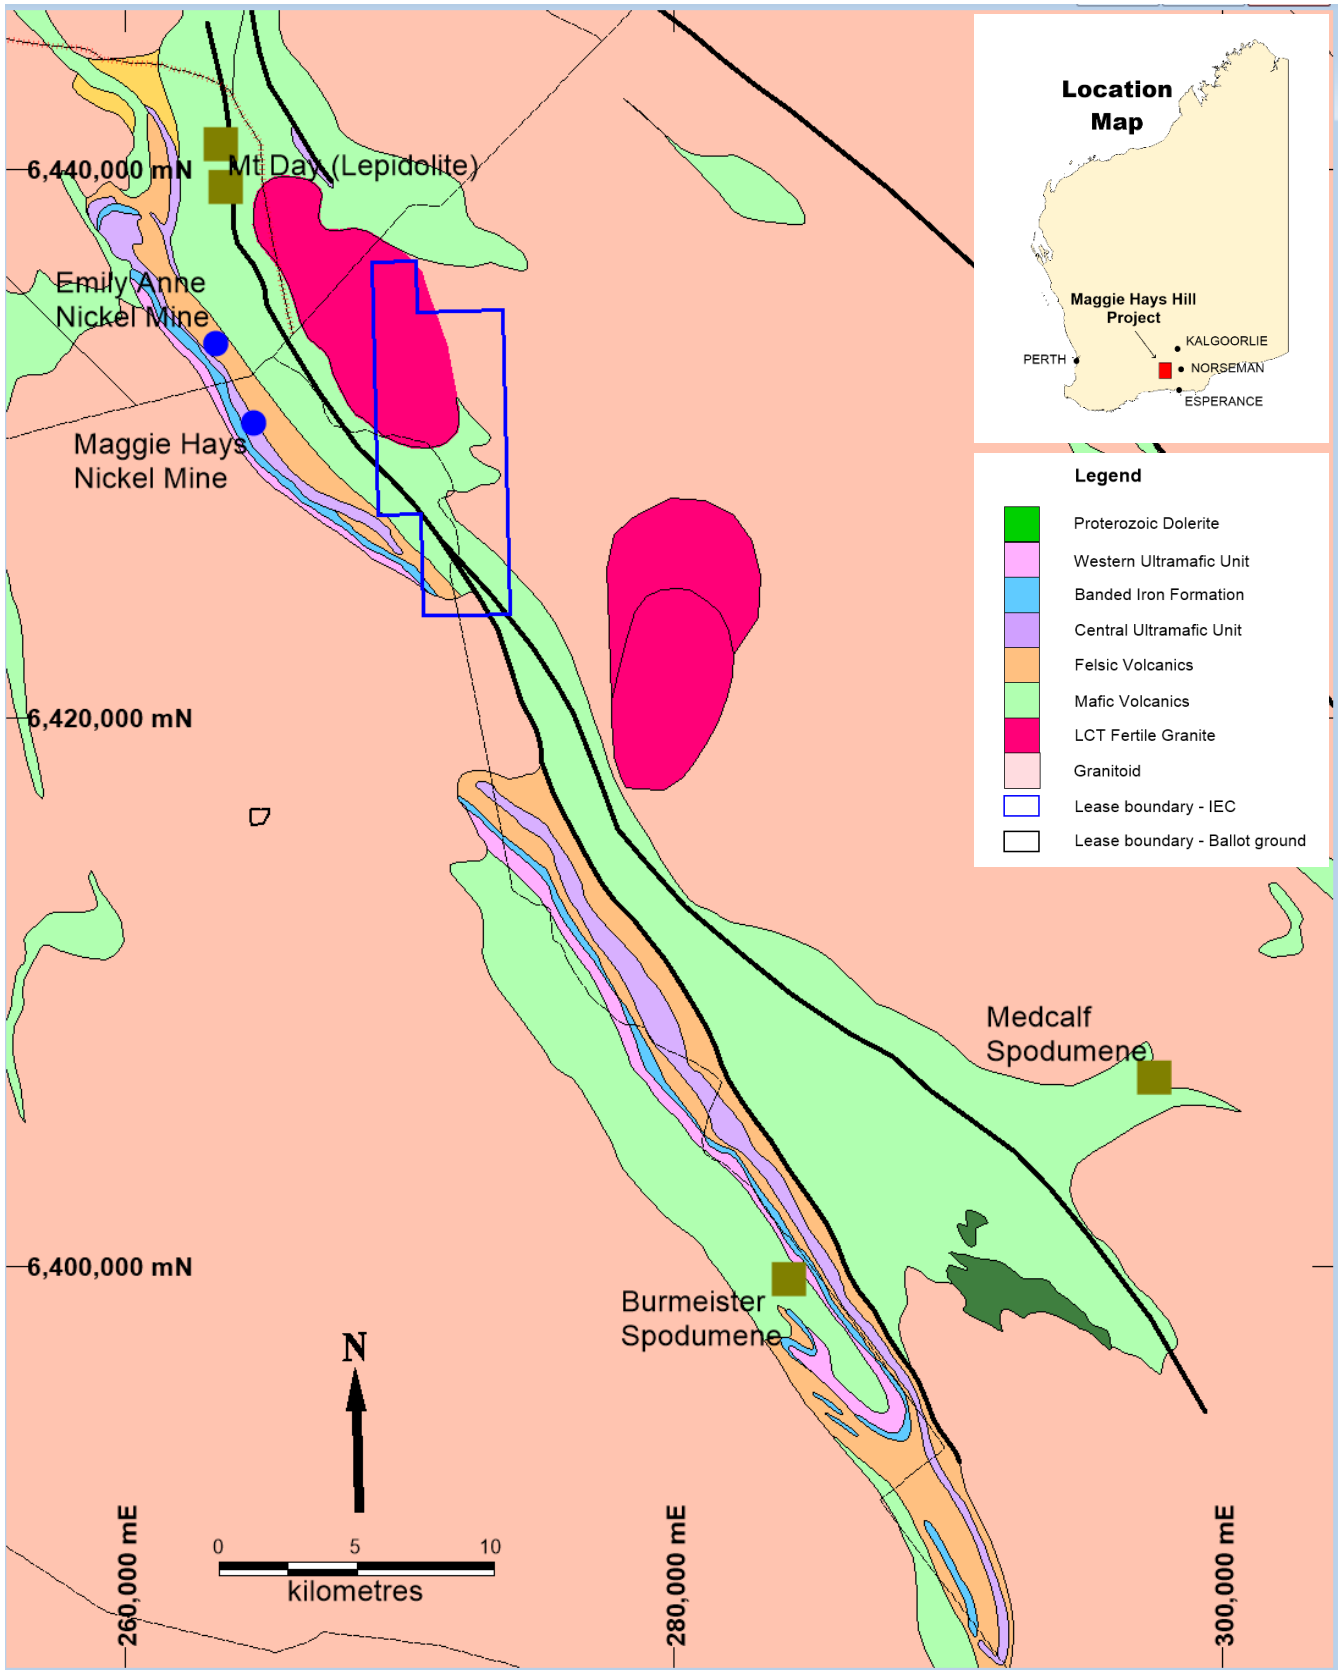 Location
Map
Maggie Hays Hill
Project
KALGOORLIE
PERTH
NORSEMAN
ESPERANCE
6,440,000 mN
Mt Day (Lepidolite)
Emily Anne
Nickel Mine
Maggie Hays
Nickel Mine
Legend
Proterozoic Dolerite
Western Ultramafic Unit
Banded Iron Formation
Central Ultramafic Unit
Felsic Volcanics
Mafic Volcanics
LCT Fertile Granite
Granitoid
Lease boundary - IEC
Lease boundary - Ballot ground
6,420,000 mN
Medcalf
Spodumene
6,400,000 mN
Burmeister
Spodumene
N
0 5 10
kilometres
260,000 mE
280,000 mE
300,000 mE